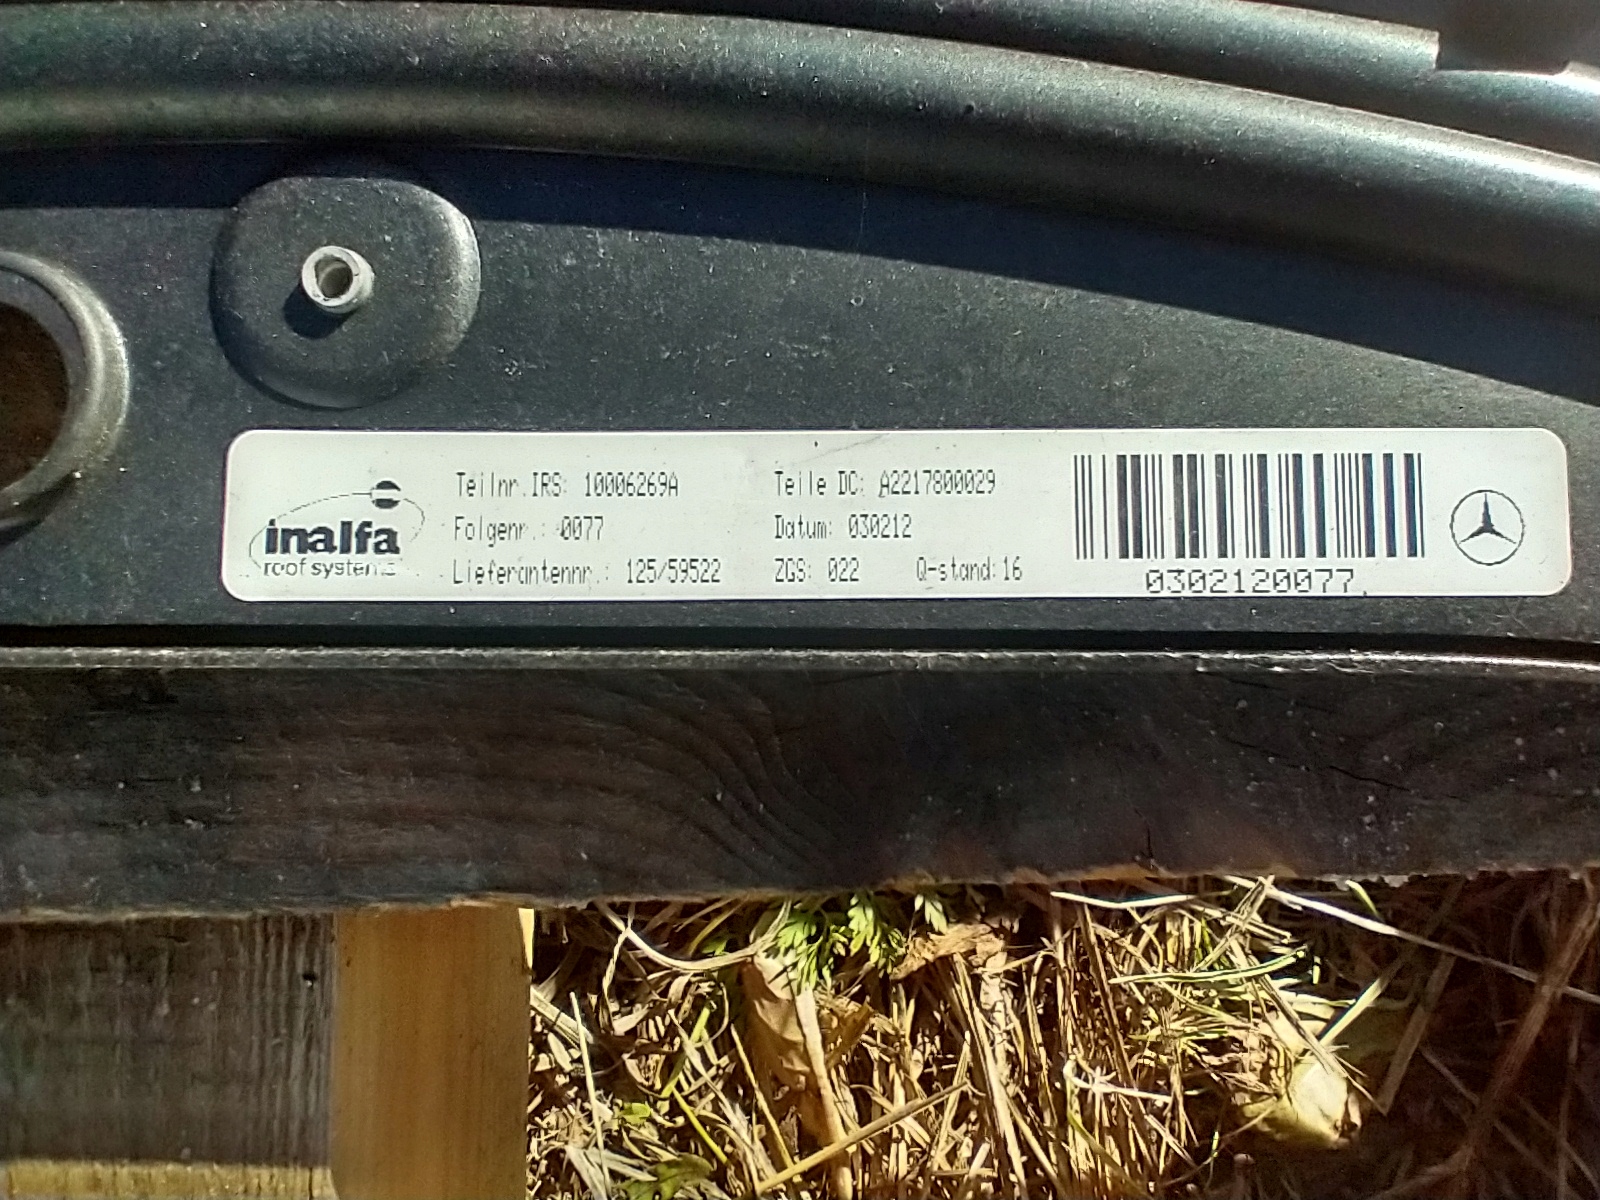 inalfa
roof systems
Teilnr.IRS: 10006269A
Folgenr.: 0077
Lieferantennr.: 125/59522
Teile DC: A2217800029
Datum: 030212
ZGS: 022 Q-stand:16
0302120077